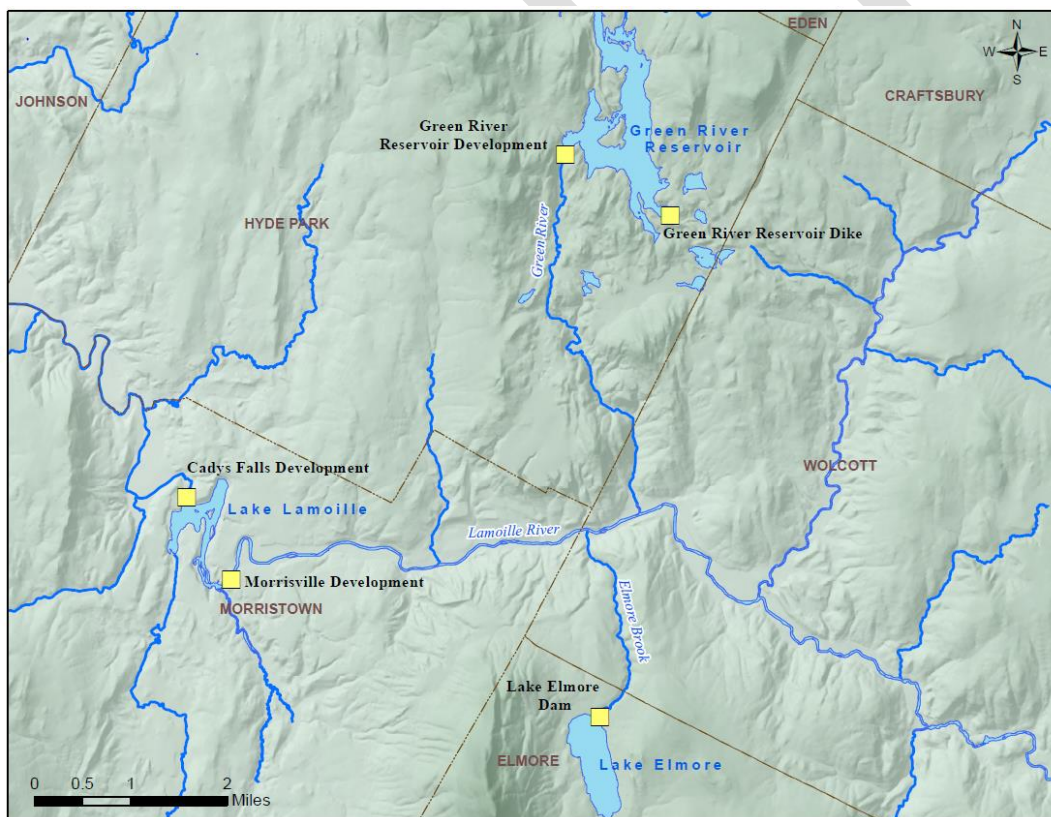 EDEN
N
W E
S
JOHNSON
CRAFTSBURY
Green River
Reservoir Development
Green River
Reservoir
HYDE PARK
Green River Reservoir Dike
Green River
WOLCOTT
Cadys Falls Development
Lake Lamoille
Lamoille River
Morrisville Development
MORRISTOWN
Elmore Brook
Lake Elmore
Dam
ELMORE
Lake Elmore
0 0.5 1 2
Miles